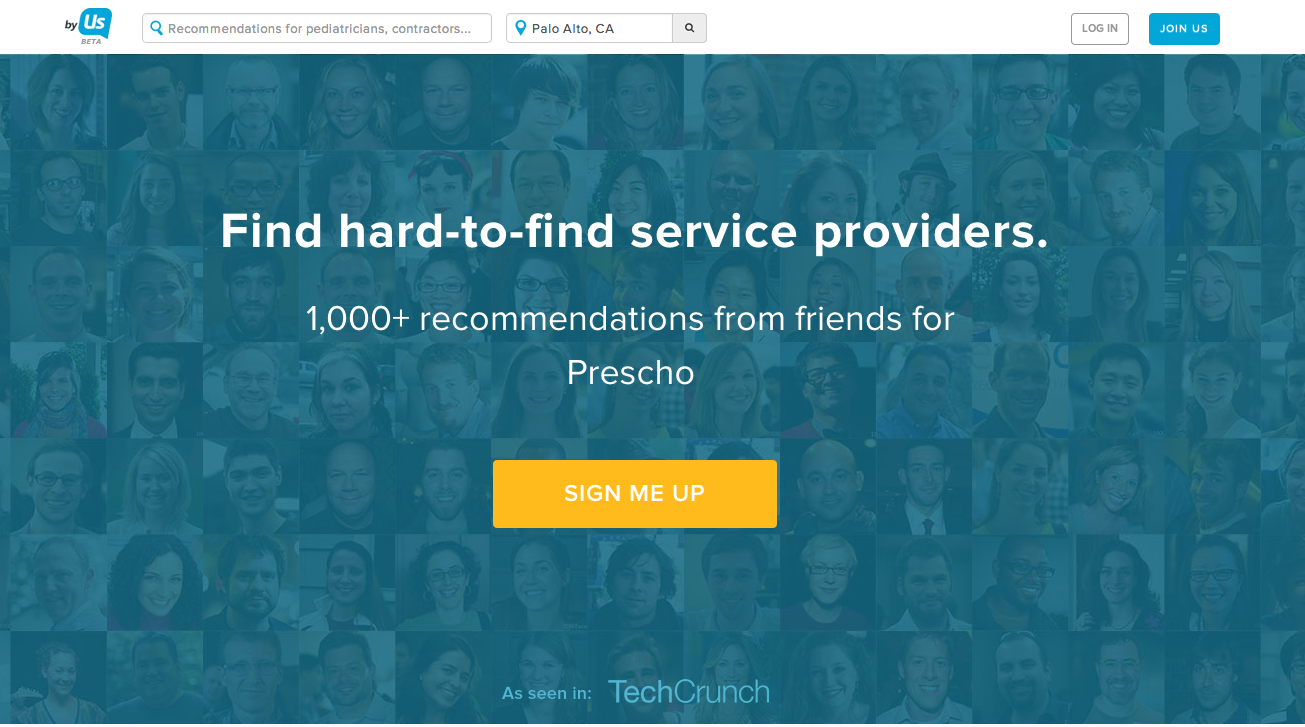 by Us
BETA
Recommendations for pediatricians, contractors...
Palo Alto, CA
LOG IN
JOIN US
Find hard-to-find service providers.
1,000+ recommendations from friends for
Prescho
SIGN ME UP
As seen in: TechCrunch